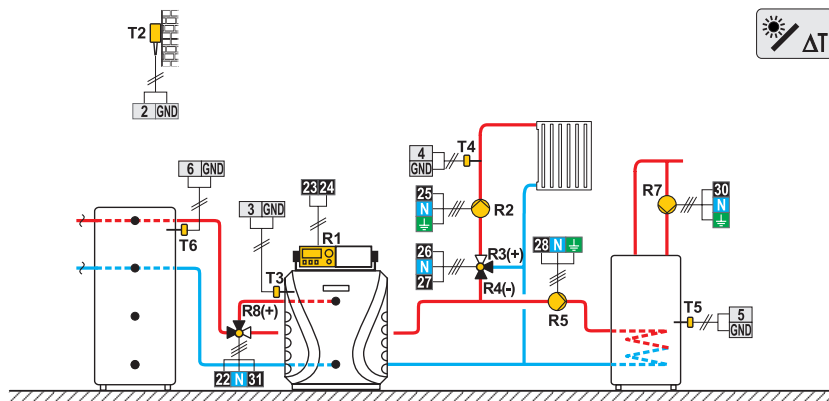 T2
ΔT
2 GND
6 GND
T6
3 GND
23 24
R1
T3
R8(+)
22 N 31
4
GND
T4
25
N
R2
26
N
27
R3(+)
R4(-)
28 N
R5
R7
30
N
T5
5
GND